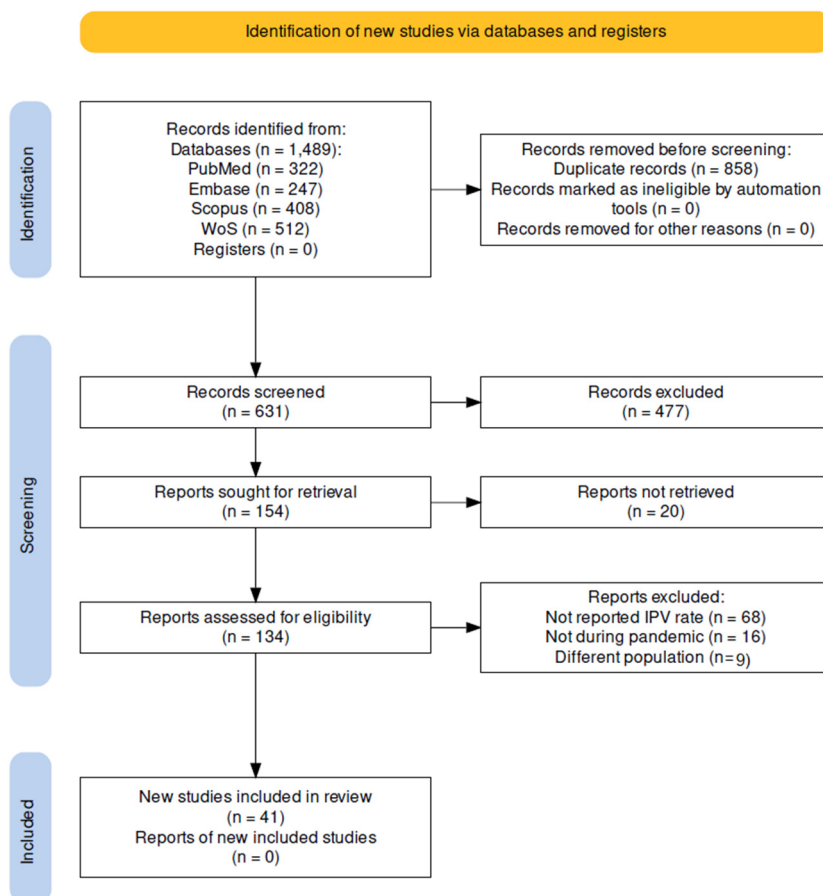 Identification of new studies via databases and registers
Identification
Records identified from:
Databases (n = 1,489):
PubMed (n = 322)
Embase (n = 247)
Scopus (n = 408)
WoS (n = 512)
Registers (n = 0)
Records removed before screening:
Duplicate records (n = 858)
Records marked as ineligible by automation
tools (n = 0)
Records removed for other reasons (n = 0)
Screening
Records screened
(n = 631)
Records excluded
(n = 477)
Reports sought for retrieval
(n = 154)
Reports not retrieved
(n = 20)
Reports assessed for eligibility
(n = 134)
Reports excluded:
Not reported IPV rate (n = 68)
Not during pandemic (n = 16)
Different population (n=9)
Included
New studies included in review
(n = 41)
Reports of new included studies
(n = 0)